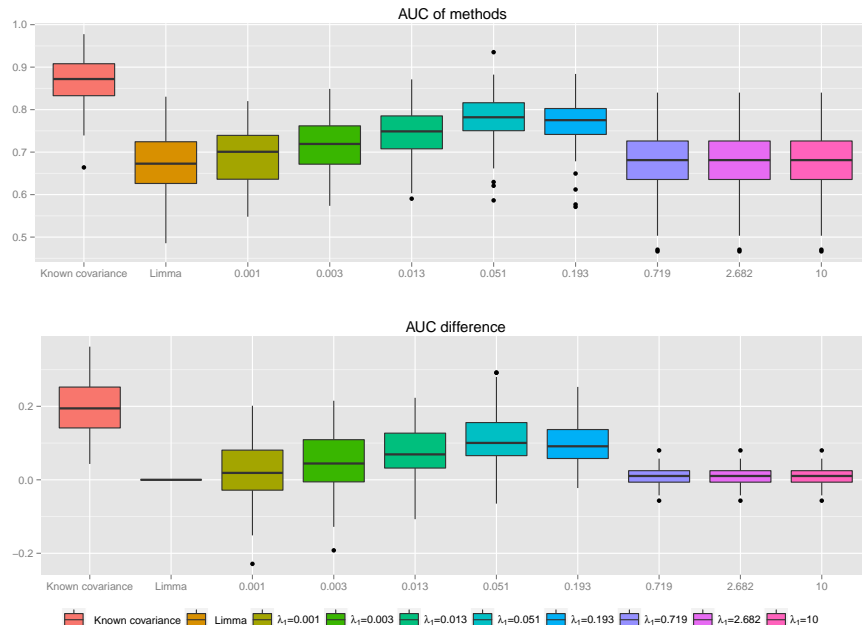 AUC of methods
1.0
0.9
0.8
0.7
0.6
0.5
Known covariance Limma 0.001 0.003 0.013 0.051 0.193 0.719 2.682 10
AUC difference
0.2
0.0
−0.2
Known covariance Limma 0.001 0.003 0.013 0.051 0.193 0.719 2.682 10
Known covariance Limma λ₁=0.001 λ₁=0.003 λ₁=0.013 λ₁=0.051 λ₁=0.193 λ₁=0.719 λ₁=2.682 λ₁=10